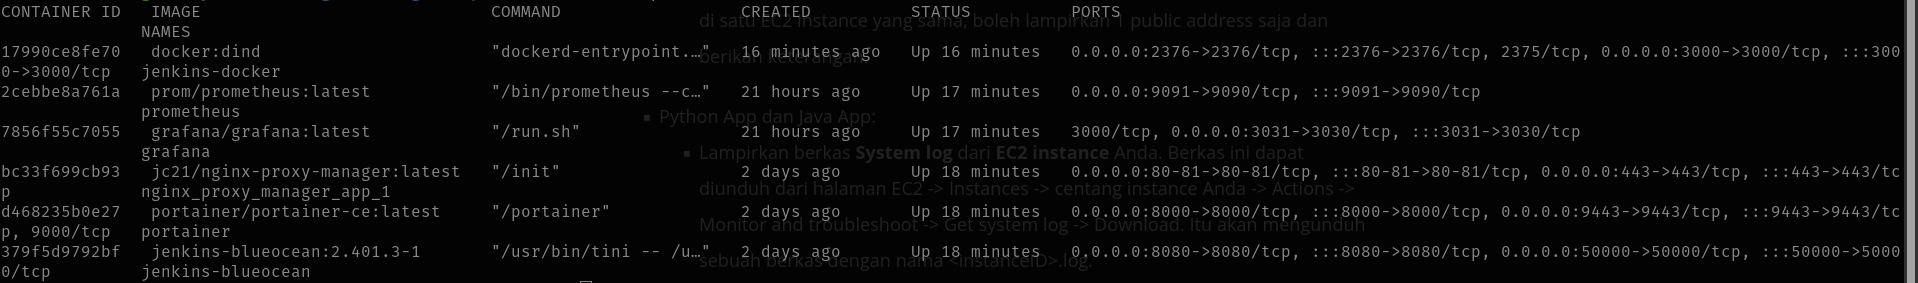 CONTAINER ID   IMAGE                             COMMAND                  CREATED          STATUS          PORTS
              NAMES
17990ce8fe70   docker:dind                       "dockerd-entrypoint.…"   16 minutes ago   Up 16 minutes   0.0.0.0:2376->2376/tcp, :::2376->2376/tcp, 2375/tcp, 0.0.0.0:3000->3000/tcp, :::300
0->3000/tcp   jenkins-docker
2cebbe8a761a   prom/prometheus:latest            "/bin/prometheus --c…"   21 hours ago     Up 17 minutes   0.0.0.0:9091->9090/tcp, :::9091->9090/tcp
              prometheus
7856f55c7055   grafana/grafana:latest            "/run.sh"                21 hours ago     Up 17 minutes   3000/tcp, 0.0.0.0:3031->3030/tcp, :::3031->3030/tcp
              grafana
bc33f699cb93   jc21/nginx-proxy-manager:latest   "/init"                  2 days ago       Up 18 minutes   0.0.0.0:80-81->80-81/tcp, :::80-81->80-81/tcp, 0.0.0.0:443->443/tcp, :::443->443/tc
p             nginx_proxy_manager_app_1
d468235b0e27   portainer/portainer-ce:latest     "/portainer"             2 days ago       Up 18 minutes   0.0.0.0:8000->8000/tcp, :::8000->8000/tcp, 0.0.0.0:9443->9443/tcp, :::9443->9443/tc
p, 9000/tcp   portainer
379f5d9792bf   jenkins-blueocean:2.401.3-1       "/usr/bin/tini -- /u…"   2 days ago       Up 18 minutes   0.0.0.0:8080->8080/tcp, :::8080->8080/tcp, 0.0.0.0:50000->50000/tcp, :::50000->5000
0/tcp         jenkins-blueocean
di satu EC2 instance yang sama, boleh lampirkan 1 public address saja dan
berikan keterangan.
▪ Python App dan Java App:
▪ Lampirkan berkas System log dari EC2 instance Anda. Berkas ini dapat
diunduh dari halaman EC2 -> Instances -> centang instance Anda -> Actions ->
Monitor and troubleshoot -> Get system log -> Download. Itu akan mengunduh
sebuah berkas dengan nama <instanceID>.log.